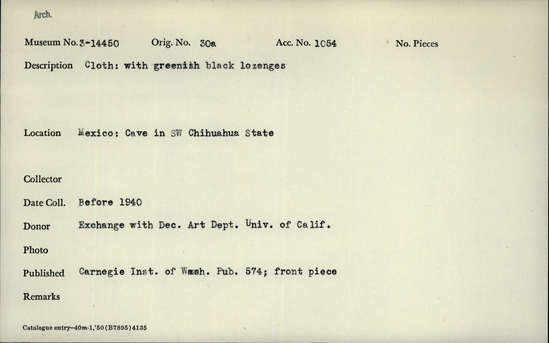 Arch.
Museum No. 3-14450 Orig. No. 30a Acc. No. 1054 No. Pieces
Description Cloth: with greenish black lozenges
Location Mexico: Cave in SW Chihuahua State
Collector
Date Coll. Before 1940
Donor Exchange with Dec. Art Dept. Univ. of Calif.
Photo
Published Carnegie Inst. of Wash. Pub. 574; front piece
Remarks
Catalogue entry—40m-1,'50 (B7895) 4135